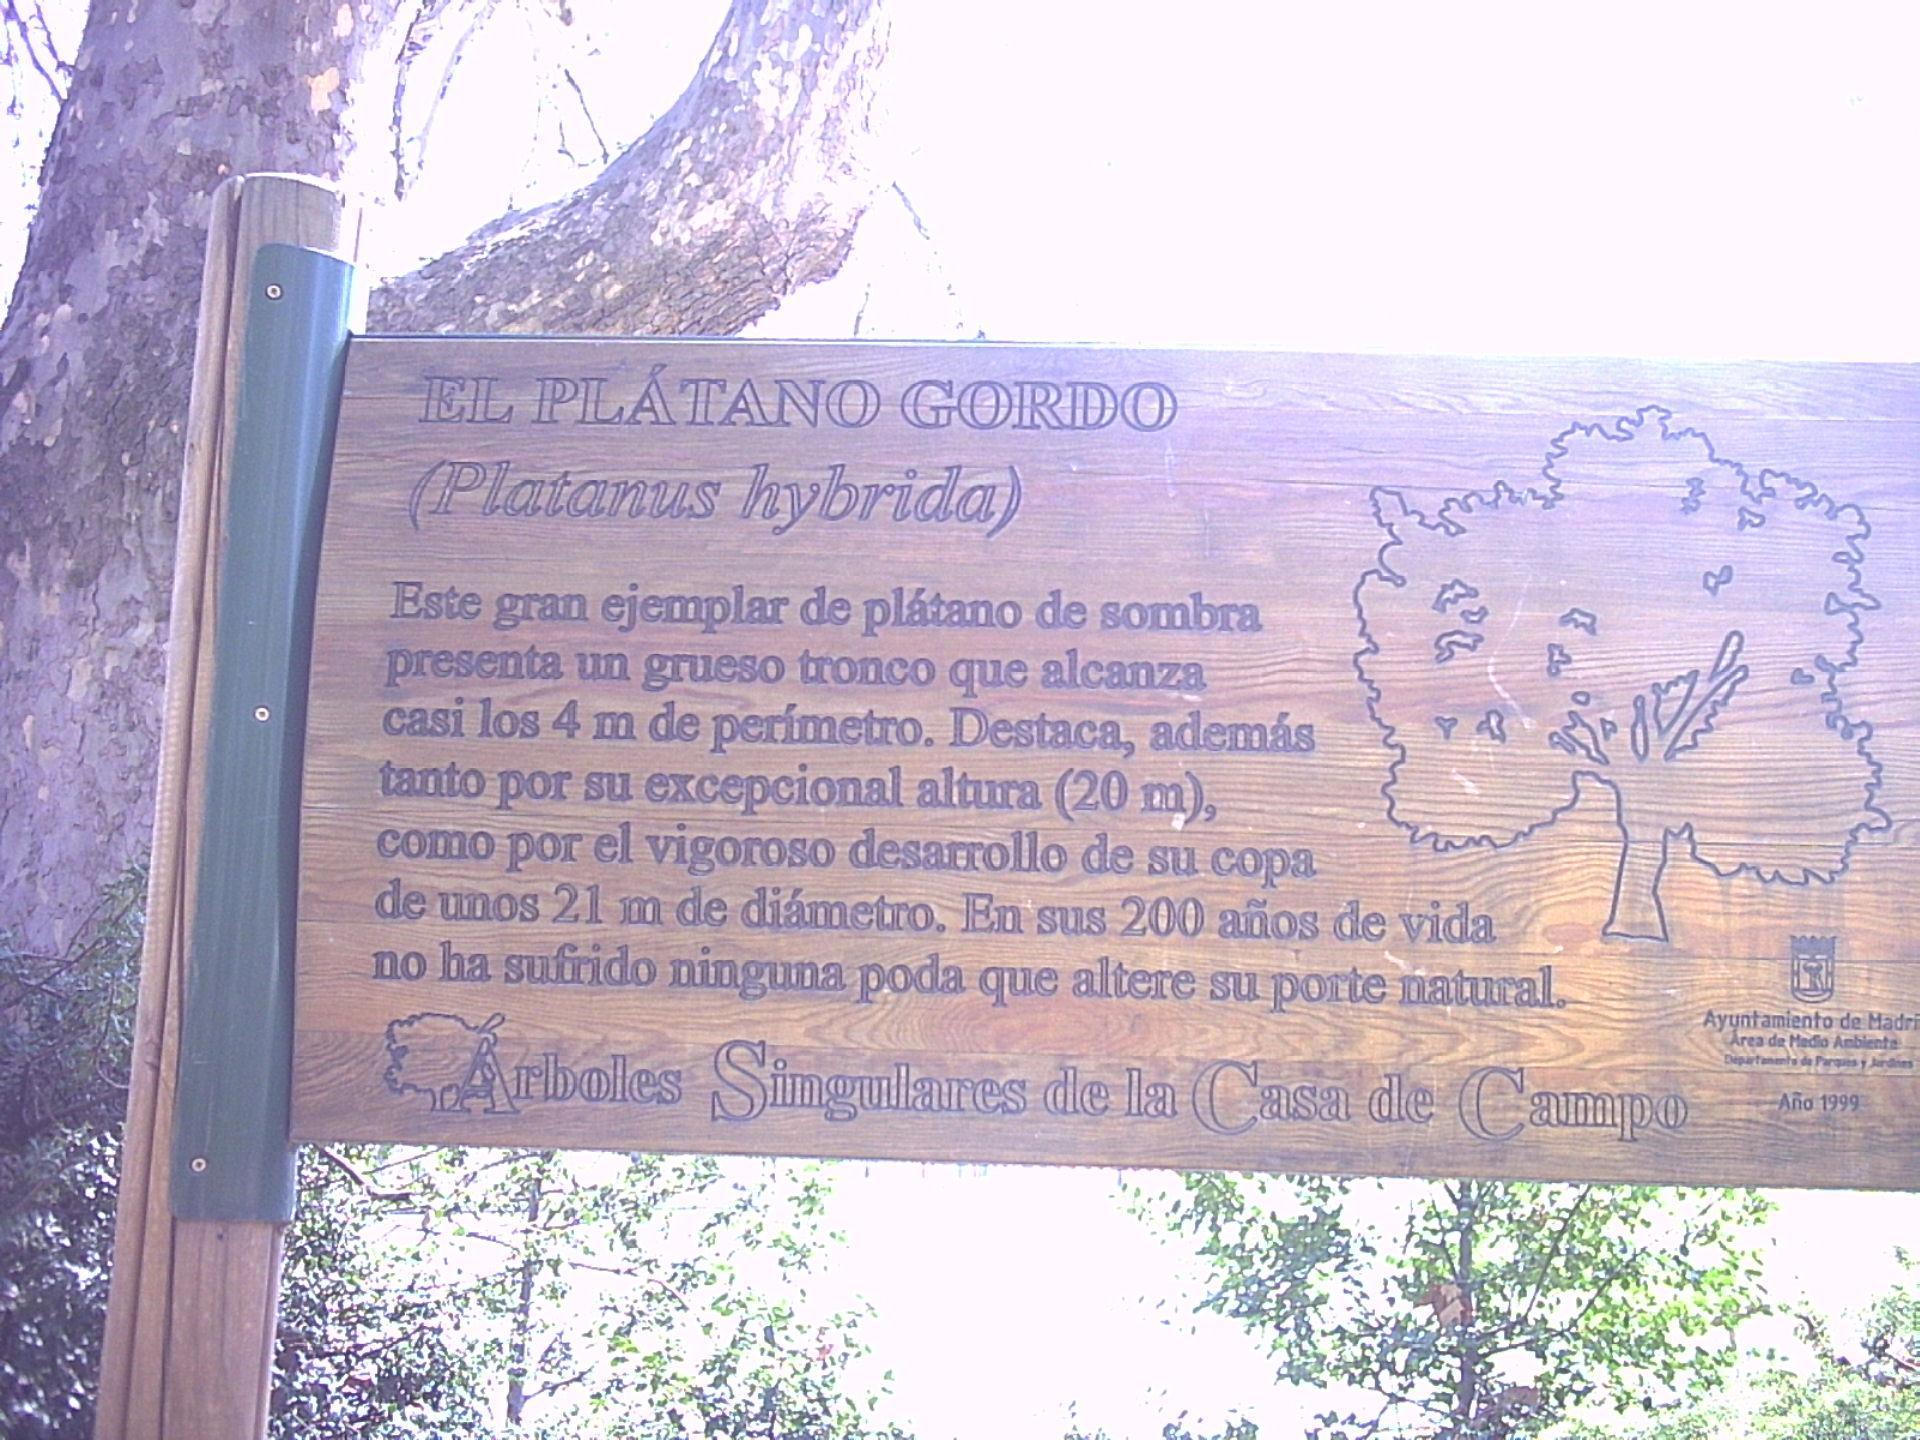 EL PLÁTANO GORDO
(Platanus hybrida)
Este gran ejemplar de plátano de sombra
presenta un grueso tronco que alcanza
casi los 4 m de perímetro. Destaca, además
tanto por su excepcional altura (20 m),
como por el vigoroso desarrollo de su copa
de unos 21 m de diámetro. En sus 200 años de vida
no ha sufrido ninguna poda que altere su porte natural.
Arboles Singulares de la Casa de Campo
Ayuntamiento de Madri
Área de Medio Ambiente
Departamento de Parques y Jardines
Año 1999